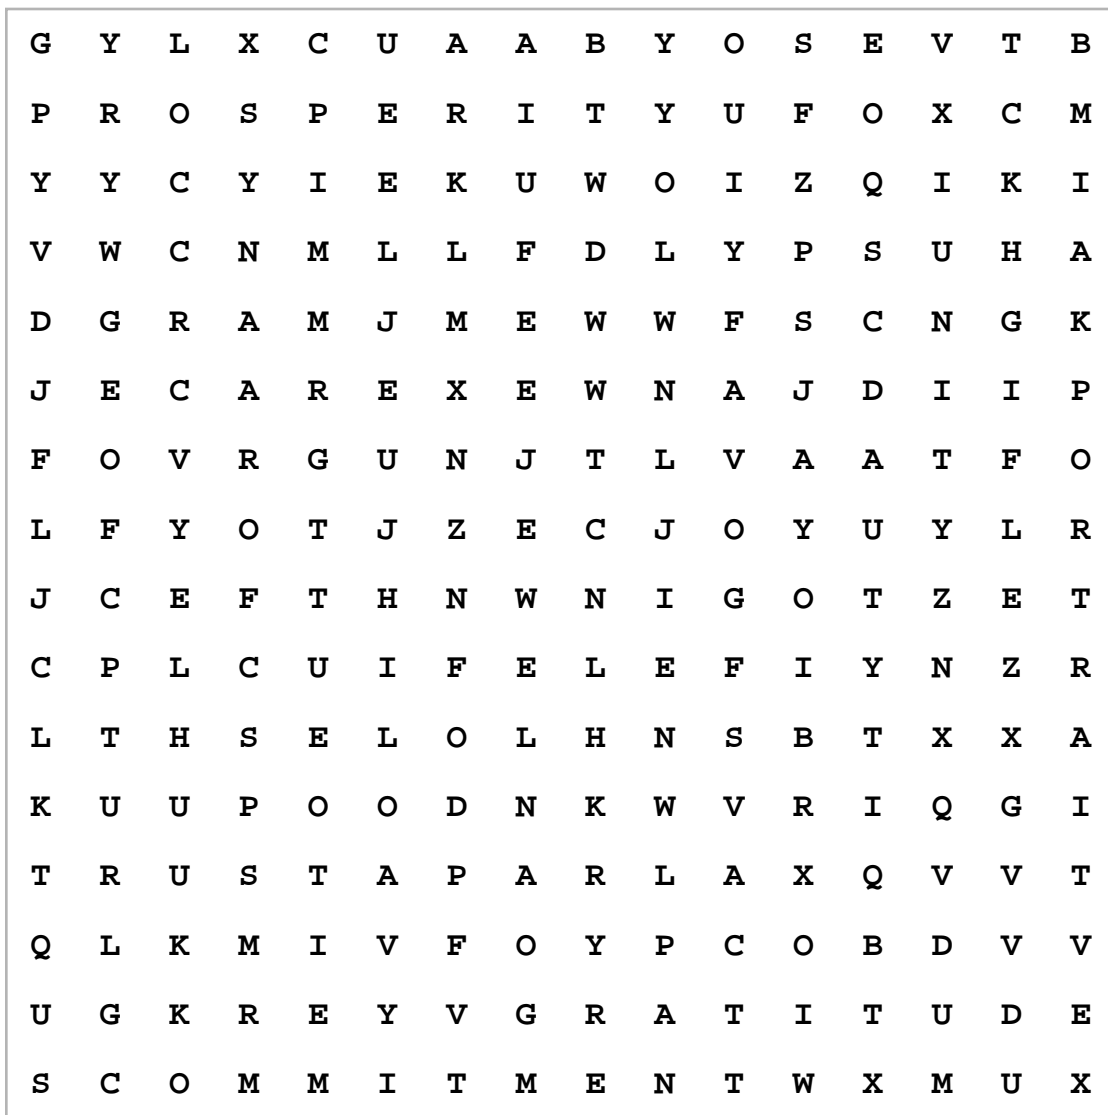 G Y L X C U A A B Y O S E V T B
P R O S P E R I T Y U F O X C M
Y Y C Y I E K U W O I Z Q I K I
V W C N M L L F D L Y P S U H A
D G R A M J M E W W F S C N G K
J E C A R E X E W N A J D I I P
F O V R G U N J T L V A A T F O
L F Y O T J Z E C J O Y U Y L R
J C E F T H N W N I G O T Z E T
C P L C U I F E L E F I Y N Z R
L T H S E L O L H N S B T X X A
K U U P O O D N K W V R I Q G I
T R U S T A P A R L A X Q V V T
Q L K M I V F O Y P C O B D V V
U G K R E Y V G R A T I T U D E
S C O M M I T M E N T W X M U X